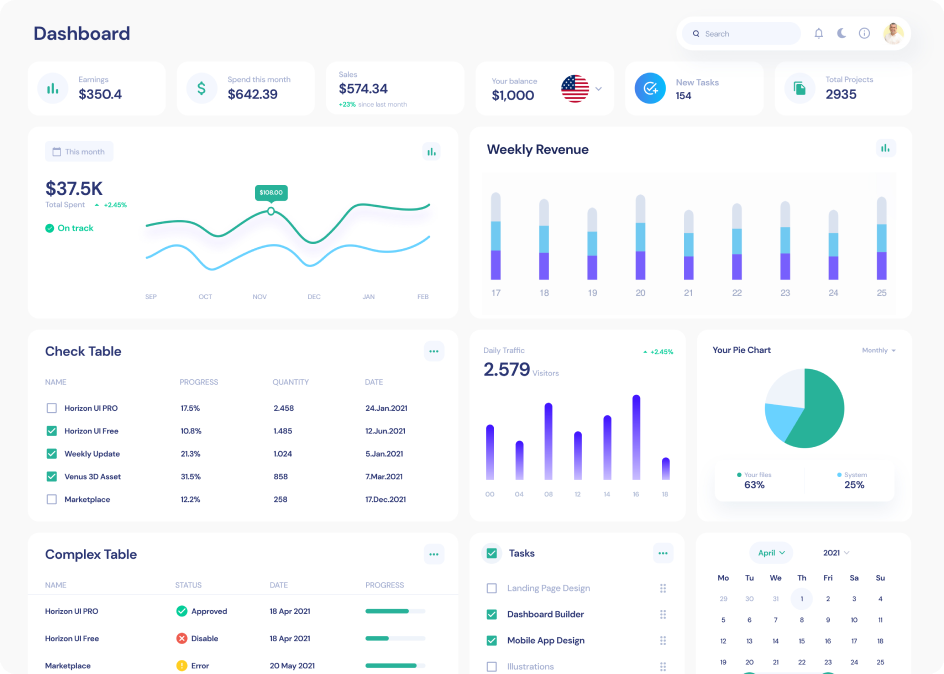 Dashboard
Search
Earnings
$350.4
Spend this month
$642.39
Sales
$574.34
+23% since last month
Your balance
$1,000
New Tasks
154
Total Projects
2935
This month
$37.5K
Total Spent +2.45%
On track
$108.00
SEP OCT NOV DEC JAN FEB
Weekly Revenue
17 18 19 20 21 22 23 24 25
Check Table
NAME PROGRESS QUANTITY DATE
Horizon UI PRO 17.5% 2.458 24.Jan.2021
Horizon UI Free 10.8% 1.485 12.Jun.2021
Weekly Update 21.3% 1.024 5.Jan.2021
Venus 3D Asset 31.5% 858 7.Mar.2021
Marketplace 12.2% 258 17.Dec.2021
Daily Traffic
+2.45%
2.579 Visitors
00 04 08 12 14 16 18
Your Pie Chart
Monthly
Your files
63%
System
25%
Complex Table
NAME STATUS DATE PROGRESS
Horizon UI PRO Approved 18 Apr 2021
Horizon UI Free Disable 18 Apr 2021
Marketplace Error 20 May 2021
Tasks
Landing Page Design
Dashboard Builder
Mobile App Design
Illustrations
April 2021
Mo Tu We Th Fri Sa Su
29 30 31 1 2 3 4
5 6 7 8 9 10 11
12 13 14 15 16 17 18
19 20 21 22 23 24 25